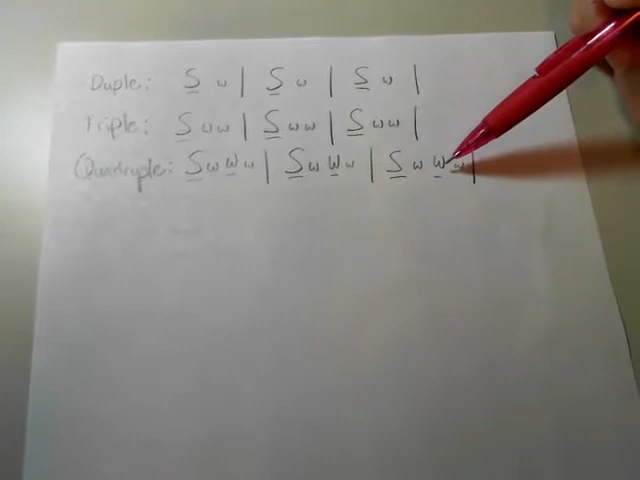 Duple: S w | S w | S w |
Triple: S w w | S w w | S w w |
(Quadruple: S w W w | S w W w | S w W w |